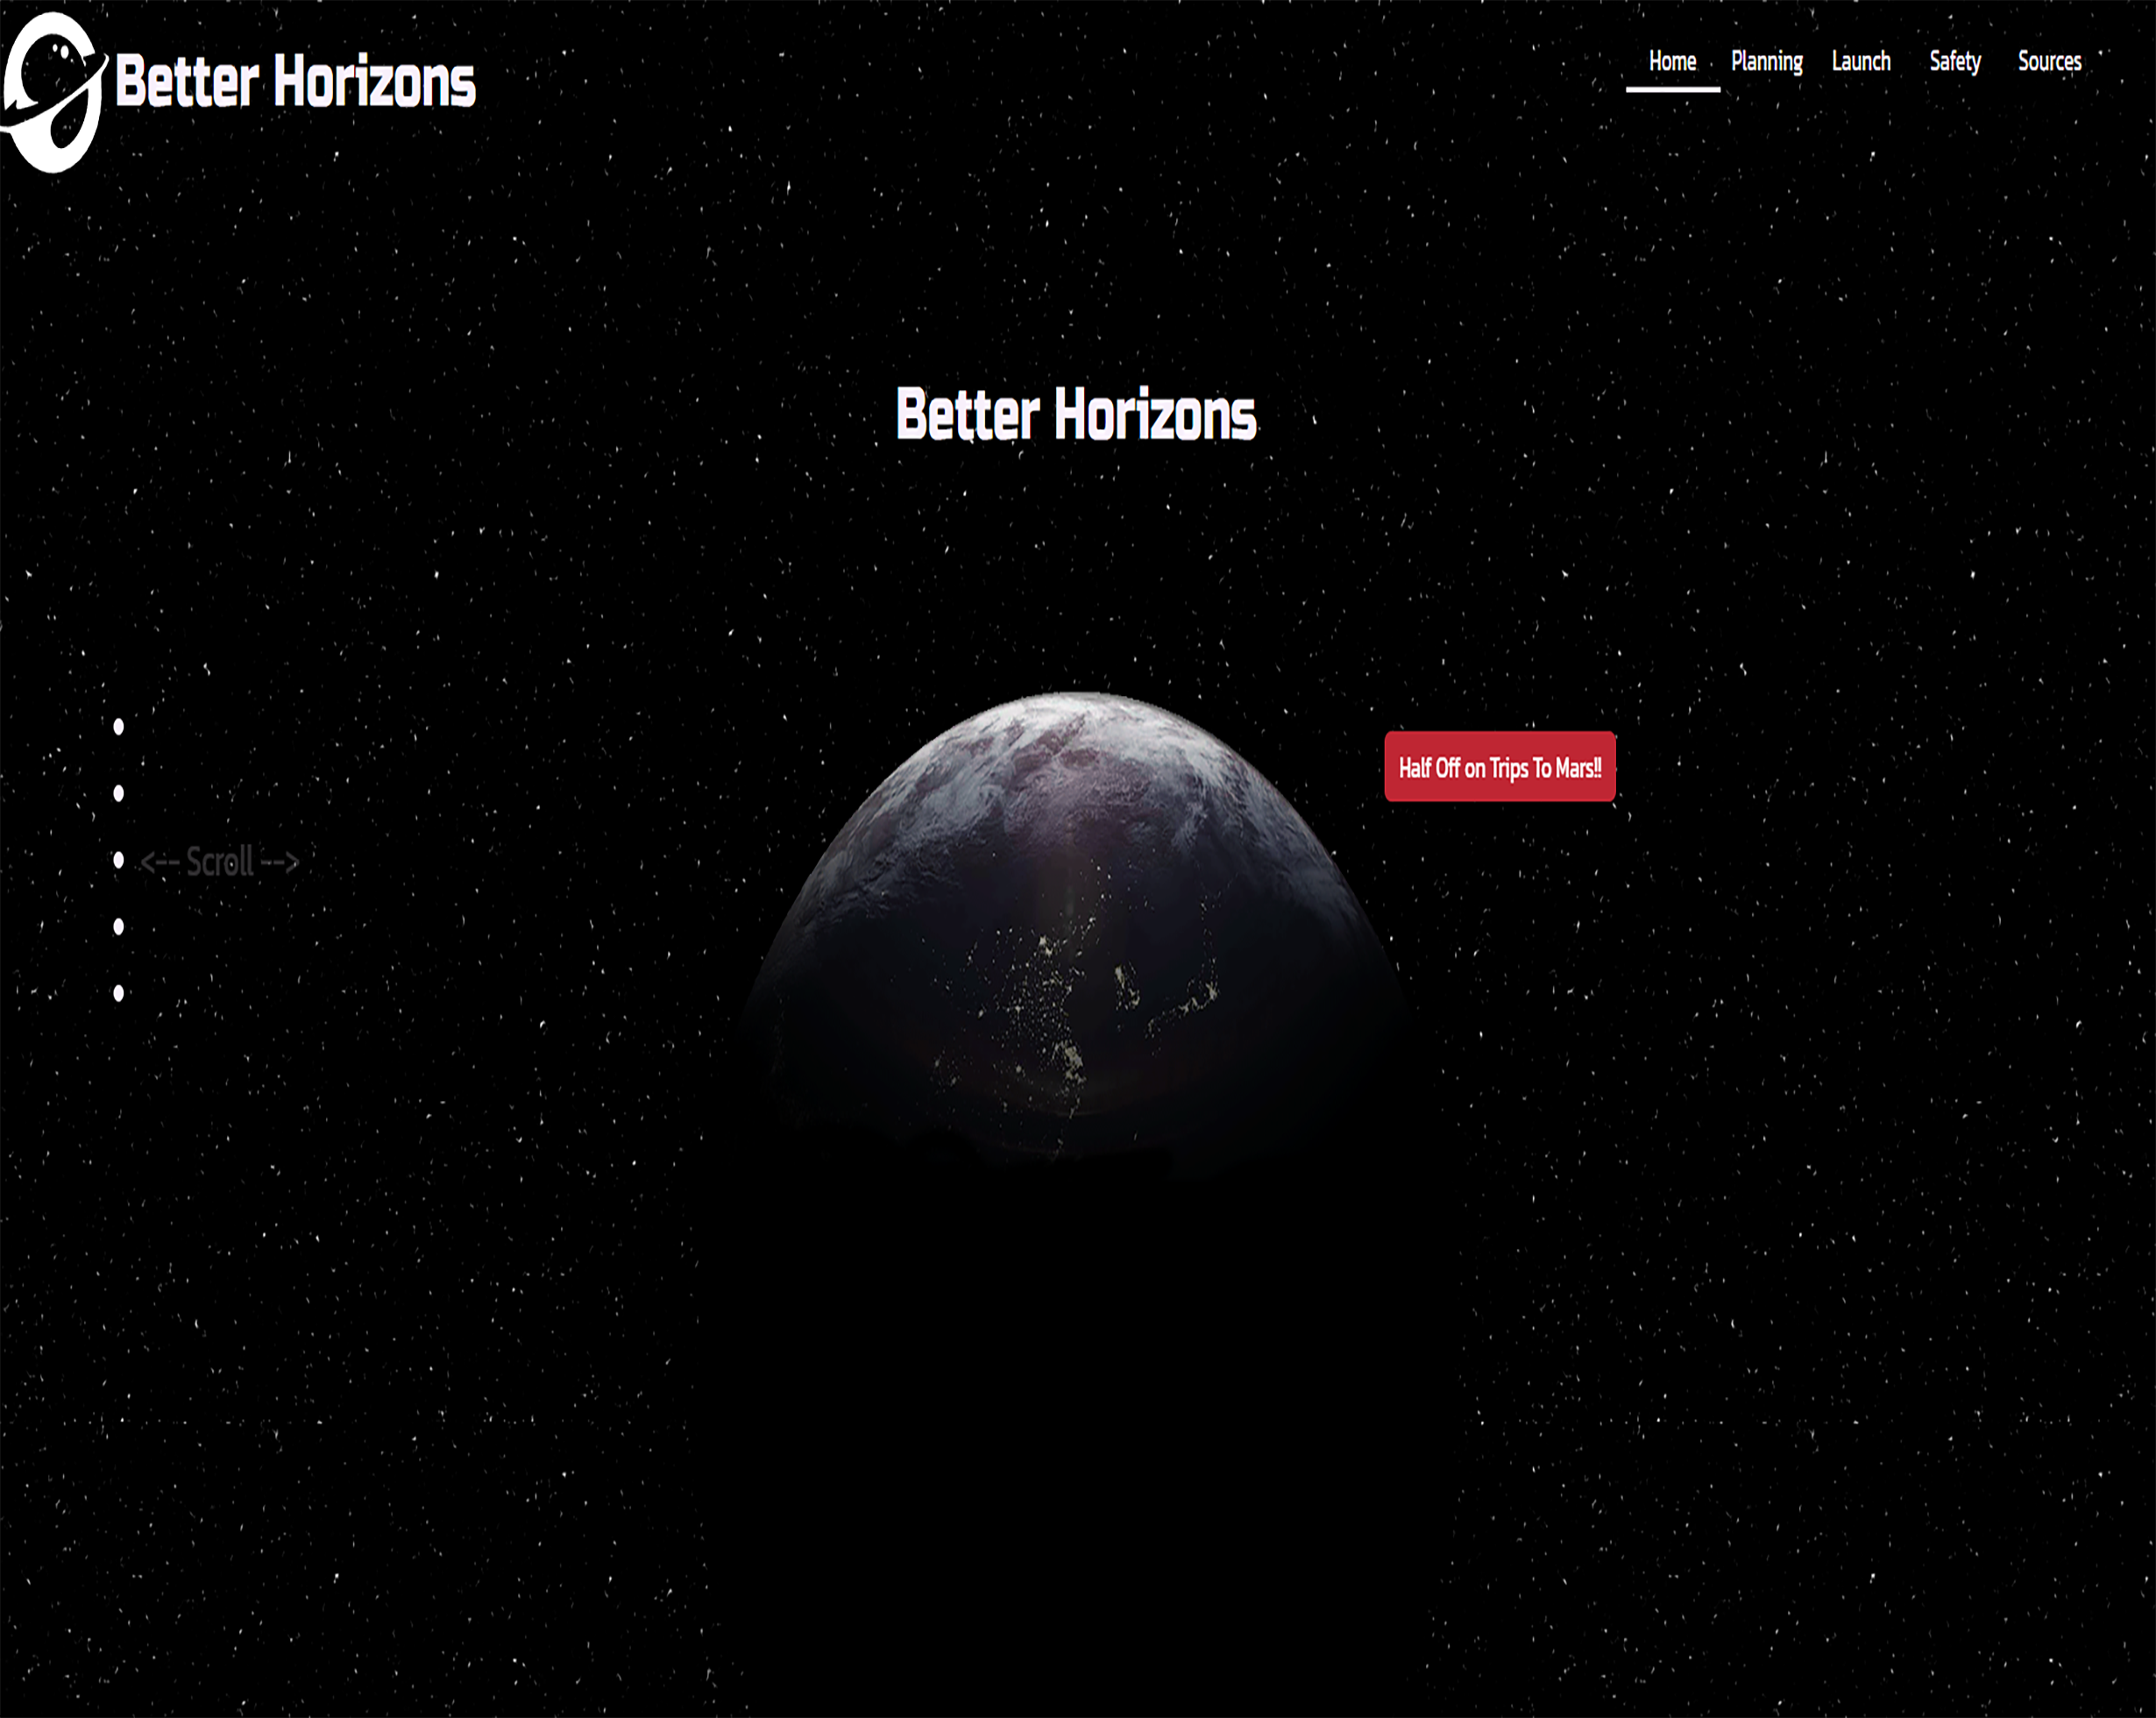 Better Horizons
Home Planning Launch Safety Sources
Better Horizons
Half Off on Trips To Mars!!
<-- Scroll -->